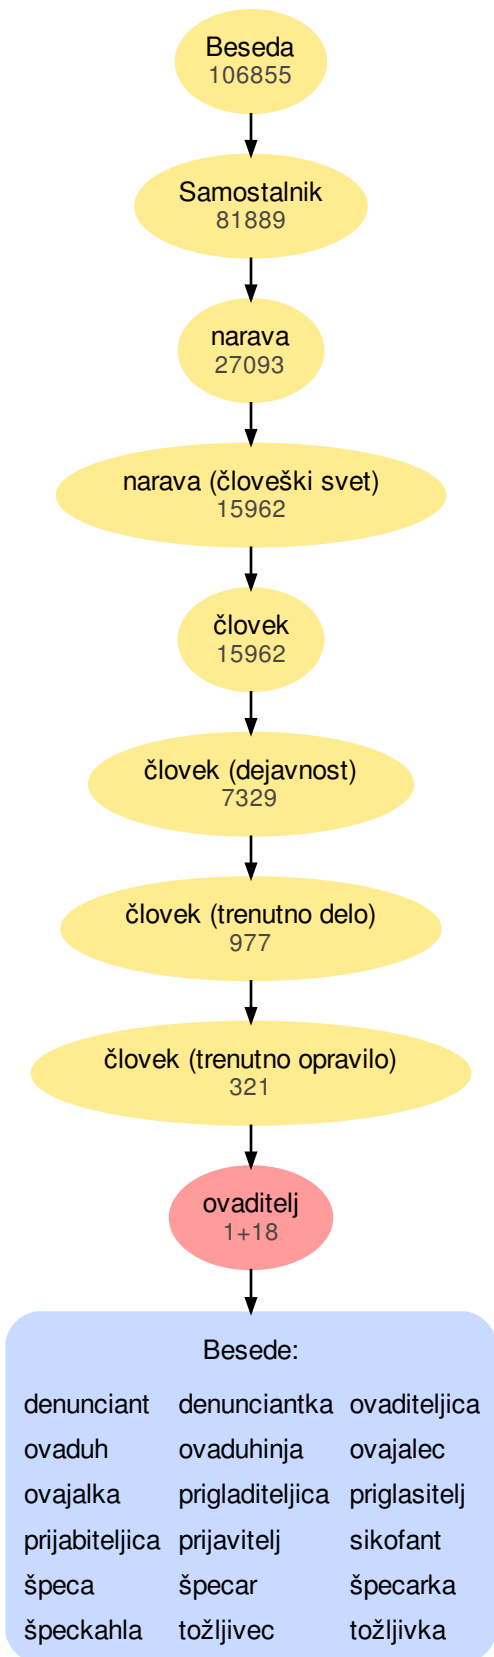 Beseda
106855
Samostalnik
81889
narava
27093
narava (človeški svet)
15962
človek
15962
človek (dejavnost)
7329
človek (trenutno delo)
977
človek (trenutno opravilo)
321
ovaditelj
1+18
Besede:
denunciant denunciantka ovaditeljica
ovaduh ovaduhinja ovajalec
ovajalka prigladiteljica priglasitelj
prijabiteljica prijavitelj sikofant
špeca špecar špecarka
špeckahla tožljivec tožljivka